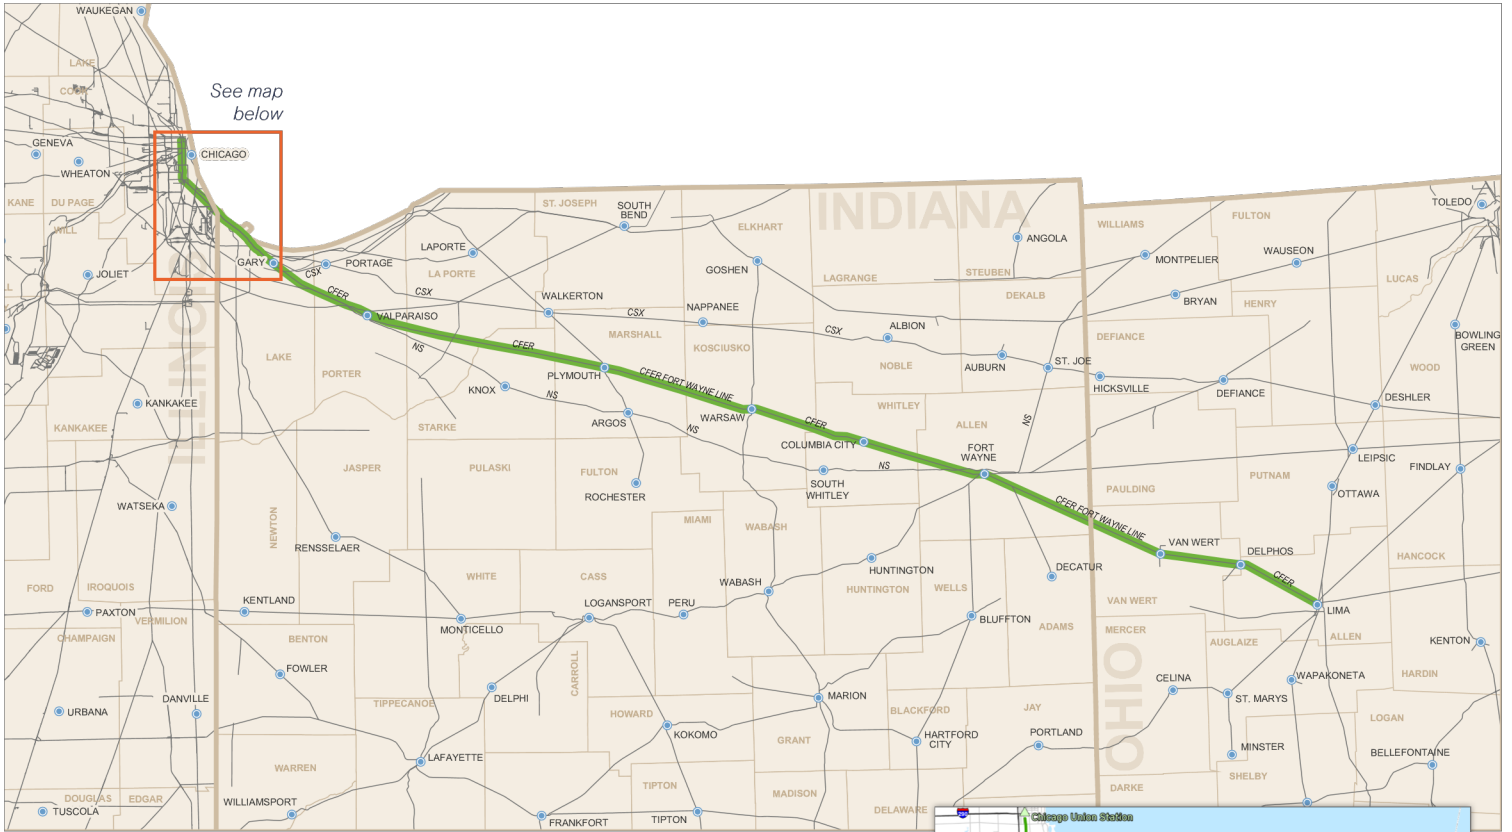 WAUKEGAN
LAKE
COOK
See map
below
GENEVA
WHEATON
CHICAGO
KANE
DU PAGE
WILL
JOLIET
GARY
CSX
PORTAGE
LAPORTE
LA PORTE
ST. JOSEPH
SOUTH
BEND
ELKHART
INDIANA
ANGOLA
GOSHEN
LAGRANGE
STEUBEN
DEKALB
WILLIAMS
FULTON
TOLEDO
WAUSEON
MONTPELIER
LUCAS
BRYAN
HENRY
CFER
CSX
VALPARAISO
WALKERTON
CSX
NAPPANEE
MARSHALL
KOSCIUSKO
CSX
ALBION
NOBLE
AUBURN
ST. JOE
DEFIANCE
HICKSVILLE
DEFIANCE
BOWLING
GREEN
WOOD
DESHLER
ILLINOIS
LAKE
PORTER
NS
CFER
PLYMOUTH
CFER FORT WAYNE LINE
KNOX
NS
ARGOS
NS
WARSAW
CFER
WHITLEY
COLUMBIA CITY
ALLEN
NS
FORT
WAYNE
NS
SOUTH
WHITLEY
KANKAKEE
KANKAKEE
STARKE
JASPER
PULASKI
FULTON
ROCHESTER
LEIPSIC
FINDLAY
PUTNAM
OTTAWA
PAULDING
CFER FORT WAYNE LINE
VAN WERT
DELPHOS
CFER
LIMA
HANCOCK
WATSEKA
NEWTON
RENSSELAER
MIAMI
WABASH
FORD
IROQUOIS
WHITE
CASS
WABASH
HUNTINGTON
HUNTINGTON
WELLS
DECATUR
VAN WERT
PAXTON
VERMILION
KENTLAND
LOGANSPORT
PERU
MONTICELLO
BLUFFTON
ADAMS
MERCER
AUGLAIZE
ALLEN
KENTON
CHAMPAIGN
BENTON
FOWLER
CARROLL
DELPHI
MARION
OHIO
CELINA
ST. MARYS
WAPAKONETA
HARDIN
URBANA
DANVILLE
TIPPECANOE
HOWARD
KOKOMO
BLACKFORD
JAY
LOGAN
GRANT
HARTFORD
CITY
PORTLAND
MINSTER
BELLEFONTAINE
LAFAYETTE
WARREN
TIPTON
MADISON
SHELBY
DARKE
DOUGLAS
EDGAR
TUSCOLA
WILLIAMSPORT
FRANKFORT
TIPTON
DELAWARE
Chicago Union Station